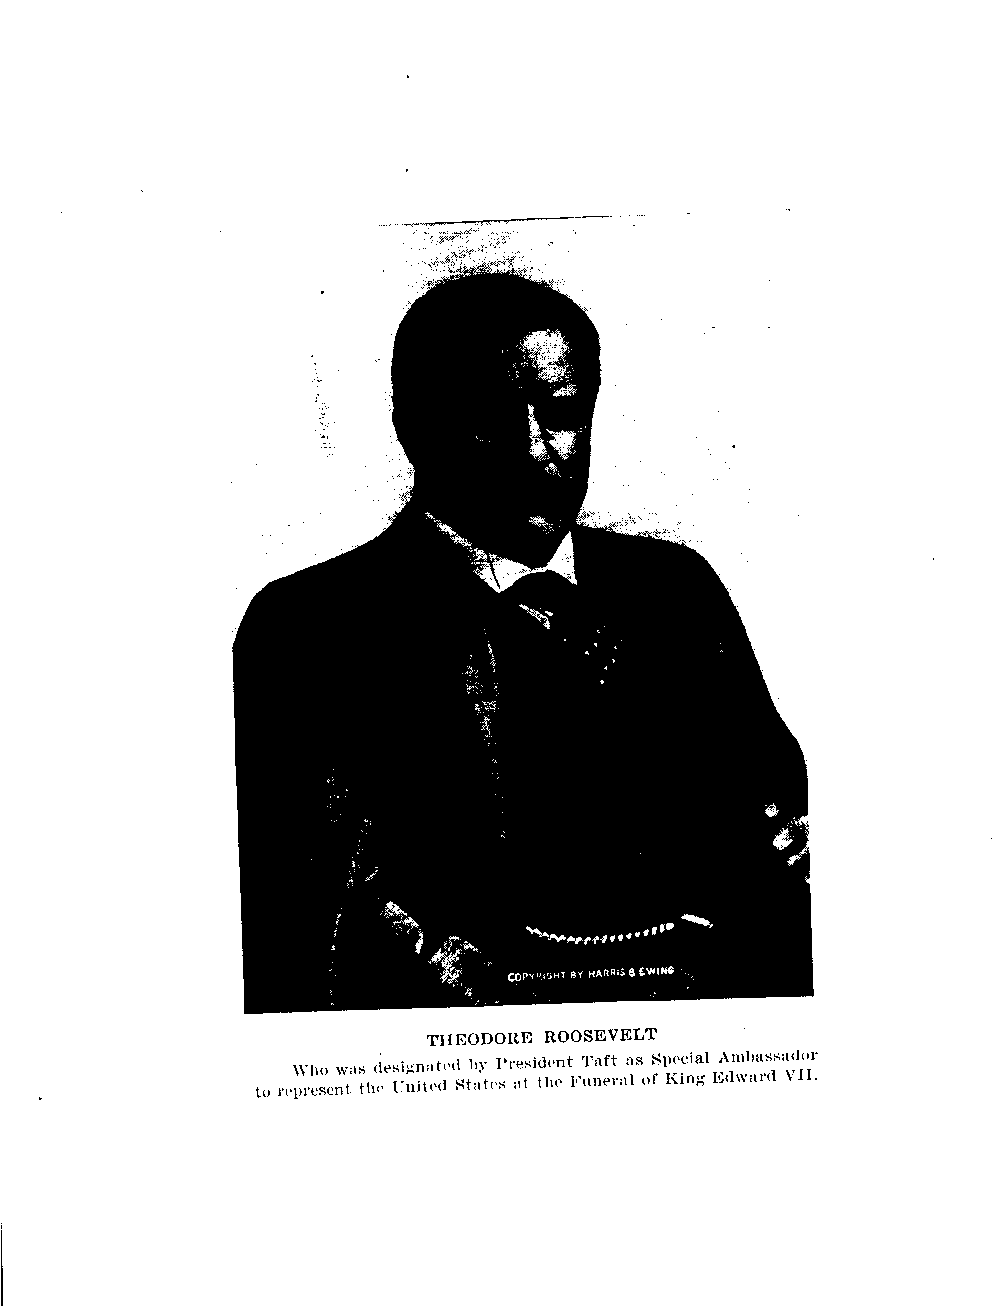 COPYRIGHT BY HARRIS & EWING
THEODORE ROOSEVELT
Who was designated by President Taft as Special Ambassador
to represent the United States at the Funeral of King Edward VII.